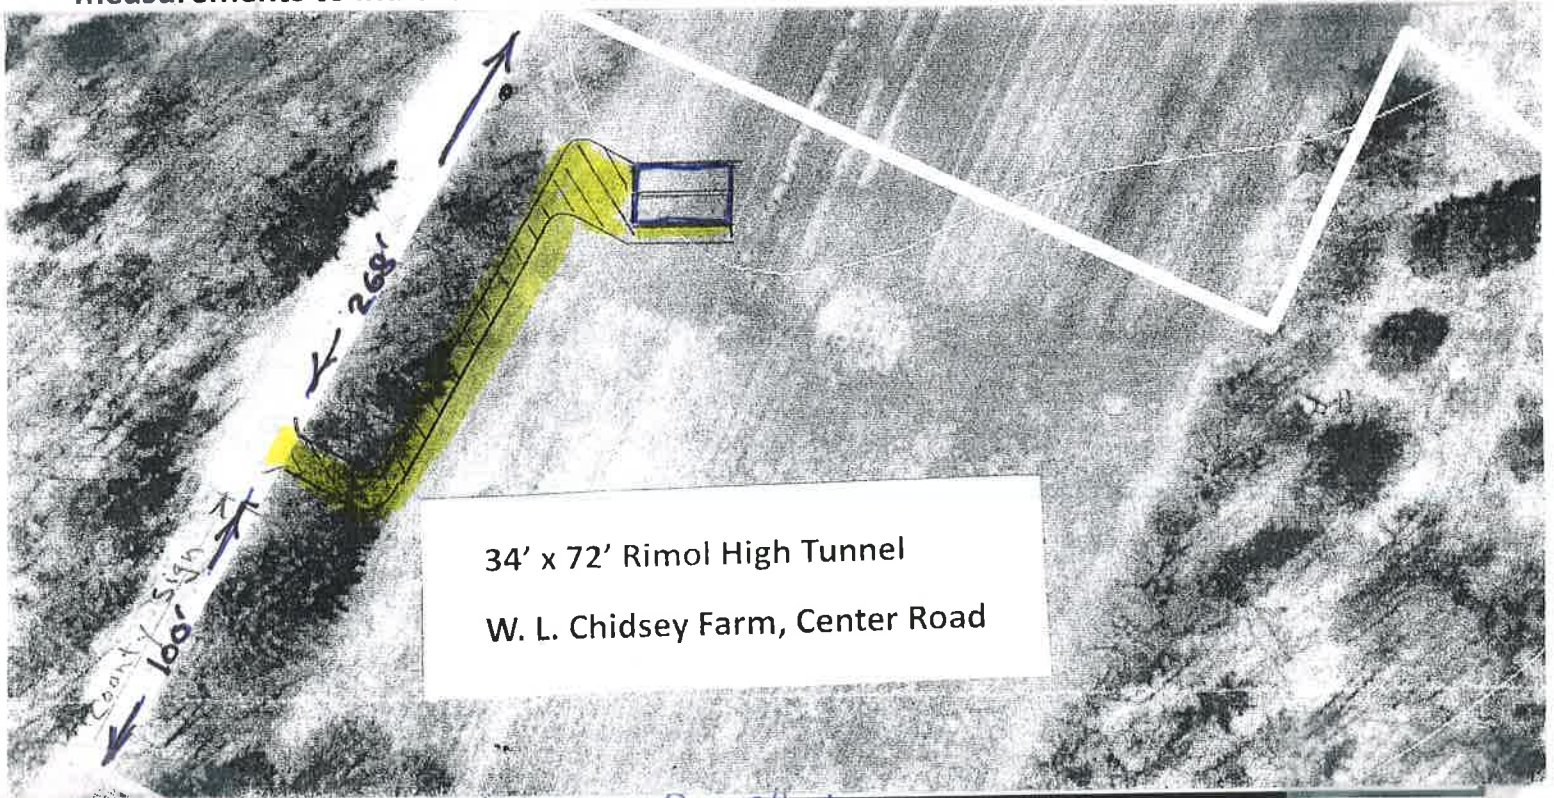 268'
county sign
100'
34' x 72' Rimol High Tunnel
W. L. Chidsey Farm, Center Road